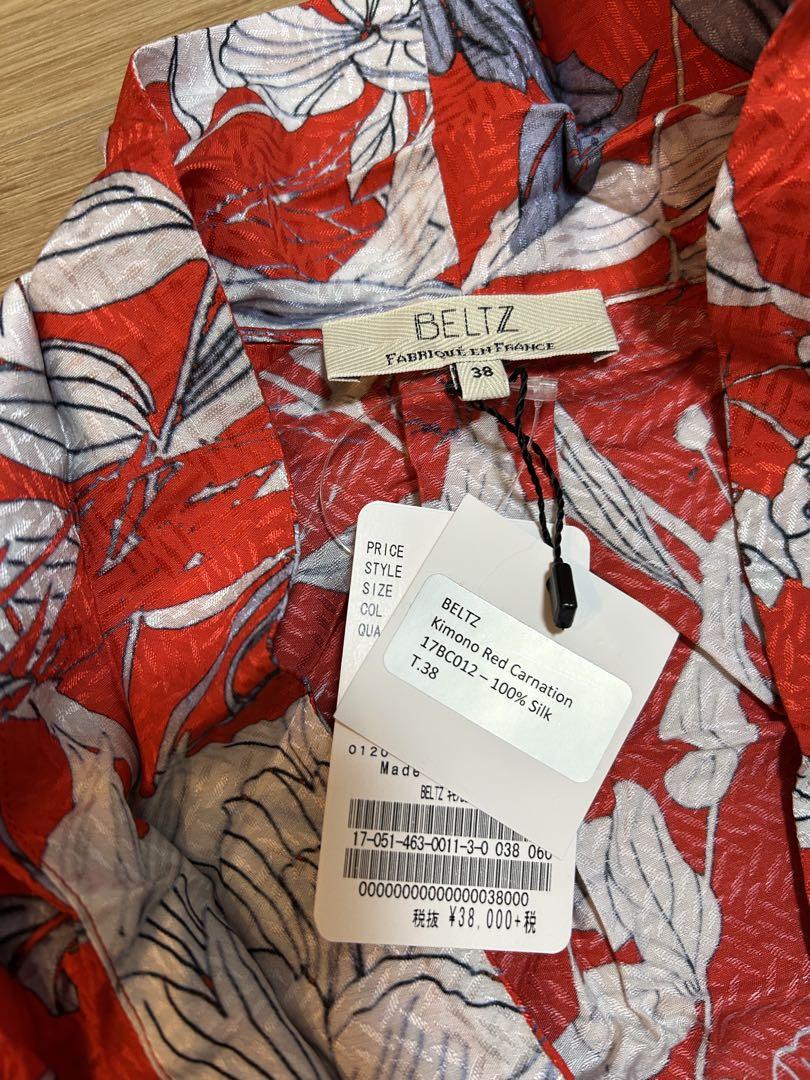 BELTZ
FABRIQUÉ EN FRANCE
38
PRICE
STYLE
SIZE
COL
QUA
BELTZ
Kimono Red Carnation
17BC012 – 100% Silk
T.38
0120
Made
BELTZ
17-051-463-0011-3-0 038 060
00000000000000038000
税抜 ¥38,000+税